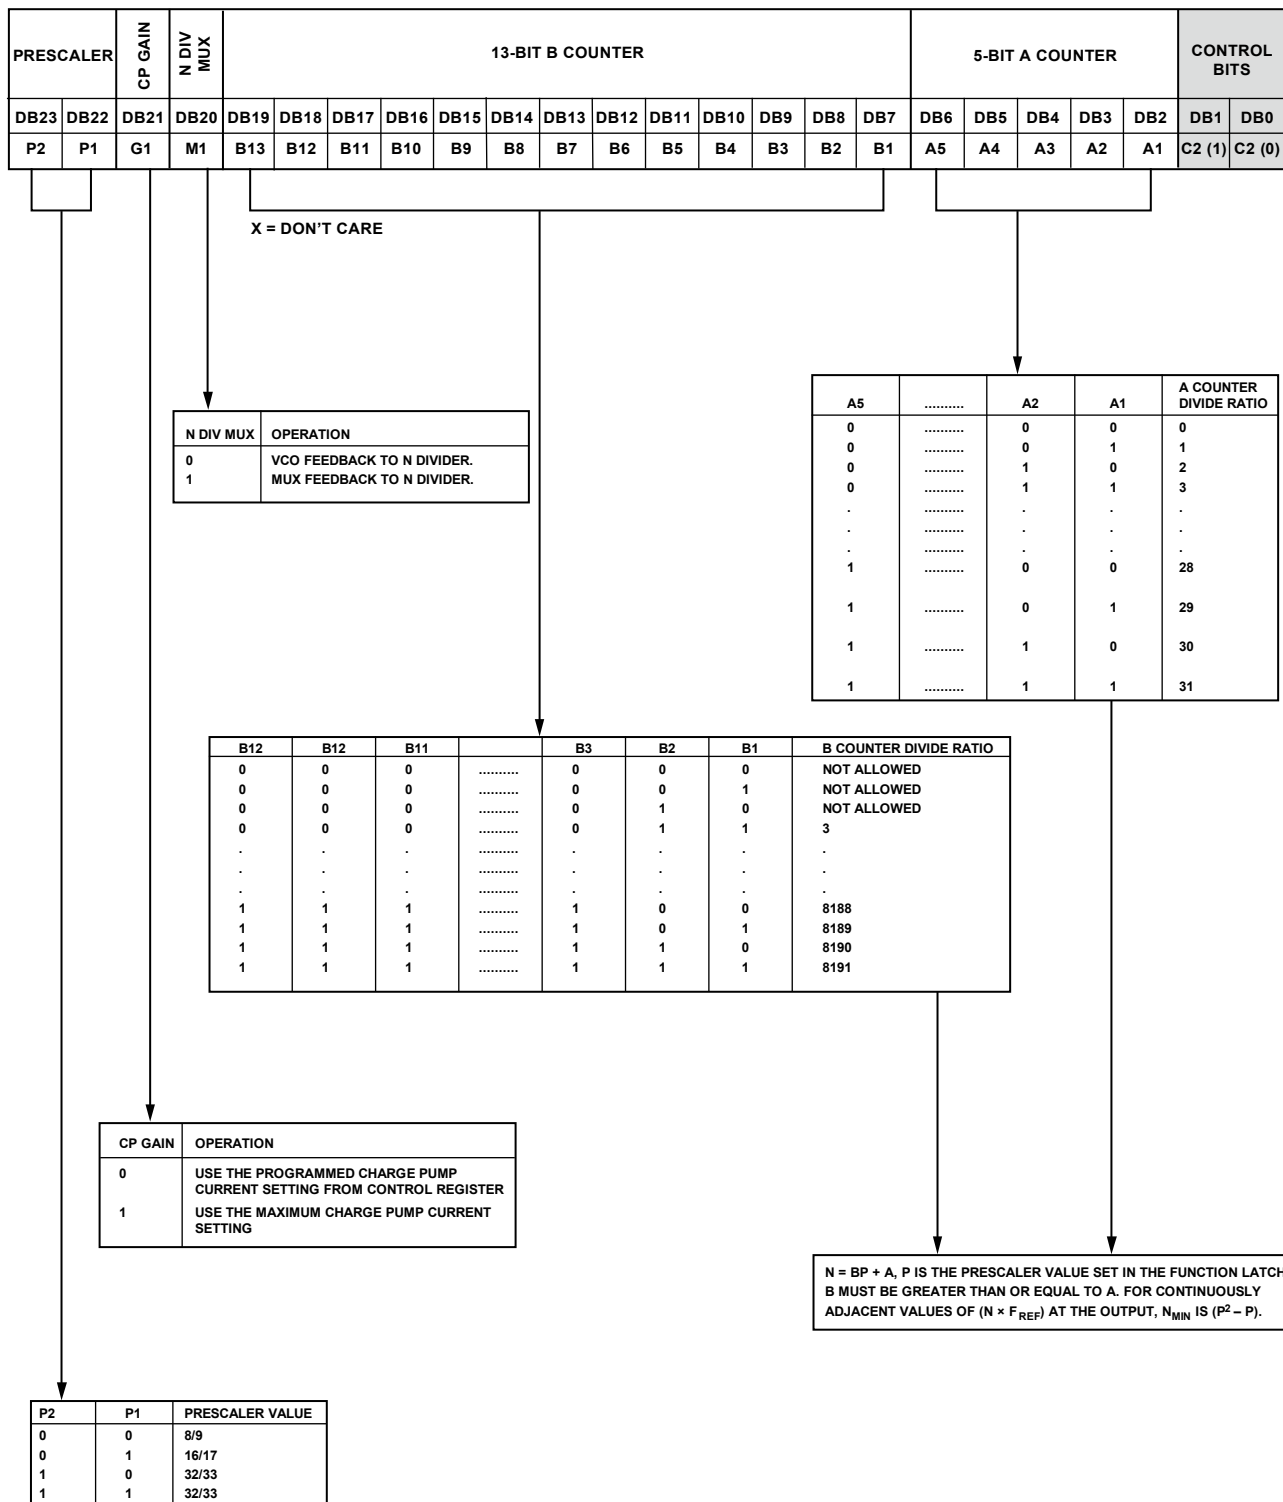 PRESCALER
CP GAIN
N DIV
MUX
13-BIT B COUNTER
5-BIT A COUNTER
CONTROL
BITS
DB23 DB22 DB21 DB20 DB19 DB18 DB17 DB16 DB15 DB14 DB13 DB12 DB11 DB10 DB9 DB8 DB7 DB6 DB5 DB4 DB3 DB2 DB1 DB0
P2 P1 G1 M1 B13 B12 B11 B10 B9 B8 B7 B6 B5 B4 B3 B2 B1 A5 A4 A3 A2 A1 C2 (1) C2 (0)
X = DON'T CARE
A5 .......... A2 A1 A COUNTER
DIVIDE RATIO
0 .......... 0 0 0
0 .......... 0 1 1
0 .......... 1 0 2
0 .......... 1 1 3
. .......... . . .
. .......... . . .
. .......... . . .
1 .......... 0 0 28
1 .......... 0 1 29
1 .......... 1 0 30
1 .......... 1 1 31
N DIV MUX OPERATION
0 VCO FEEDBACK TO N DIVIDER.
1 MUX FEEDBACK TO N DIVIDER.
B12 B12 B11 B3 B2 B1 B COUNTER DIVIDE RATIO
0 0 0 .......... 0 0 0 NOT ALLOWED
0 0 0 .......... 0 0 1 NOT ALLOWED
0 0 0 .......... 0 1 0 NOT ALLOWED
0 0 0 .......... 0 1 1 3
. . . .......... . . . .
. . . .......... . . . .
. . . .......... . . . .
1 1 1 .......... 1 0 0 8188
1 1 1 .......... 1 0 1 8189
1 1 1 .......... 1 1 0 8190
1 1 1 .......... 1 1 1 8191
CP GAIN OPERATION
0 USE THE PROGRAMMED CHARGE PUMP
CURRENT SETTING FROM CONTROL REGISTER
1 USE THE MAXIMUM CHARGE PUMP CURRENT
SETTING
N = BP + A, P IS THE PRESCALER VALUE SET IN THE FUNCTION LATCH
B MUST BE GREATER THAN OR EQUAL TO A. FOR CONTINUOUSLY
ADJACENT VALUES OF (N × F_REF) AT THE OUTPUT, N_MIN IS (P² – P).
P2 P1 PRESCALER VALUE
0 0 8/9
0 1 16/17
1 0 32/33
1 1 32/33